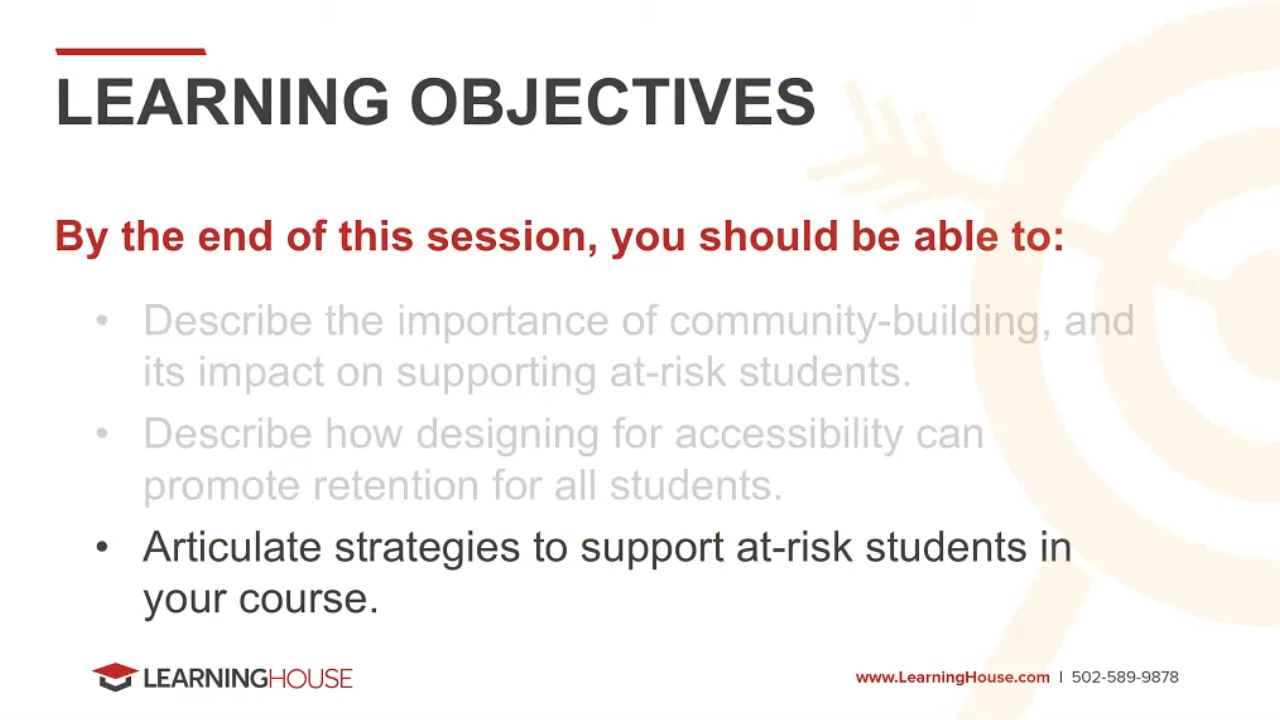 LEARNING OBJECTIVES
By the end of this session, you should be able to:
• Describe the importance of community-building, and
its impact on supporting at-risk students.
• Describe how designing for accessibility can
promote retention for all students.
• Articulate strategies to support at-risk students in
your course.
LEARNINGHOUSE
www.LearningHouse.com | 502-589-9878